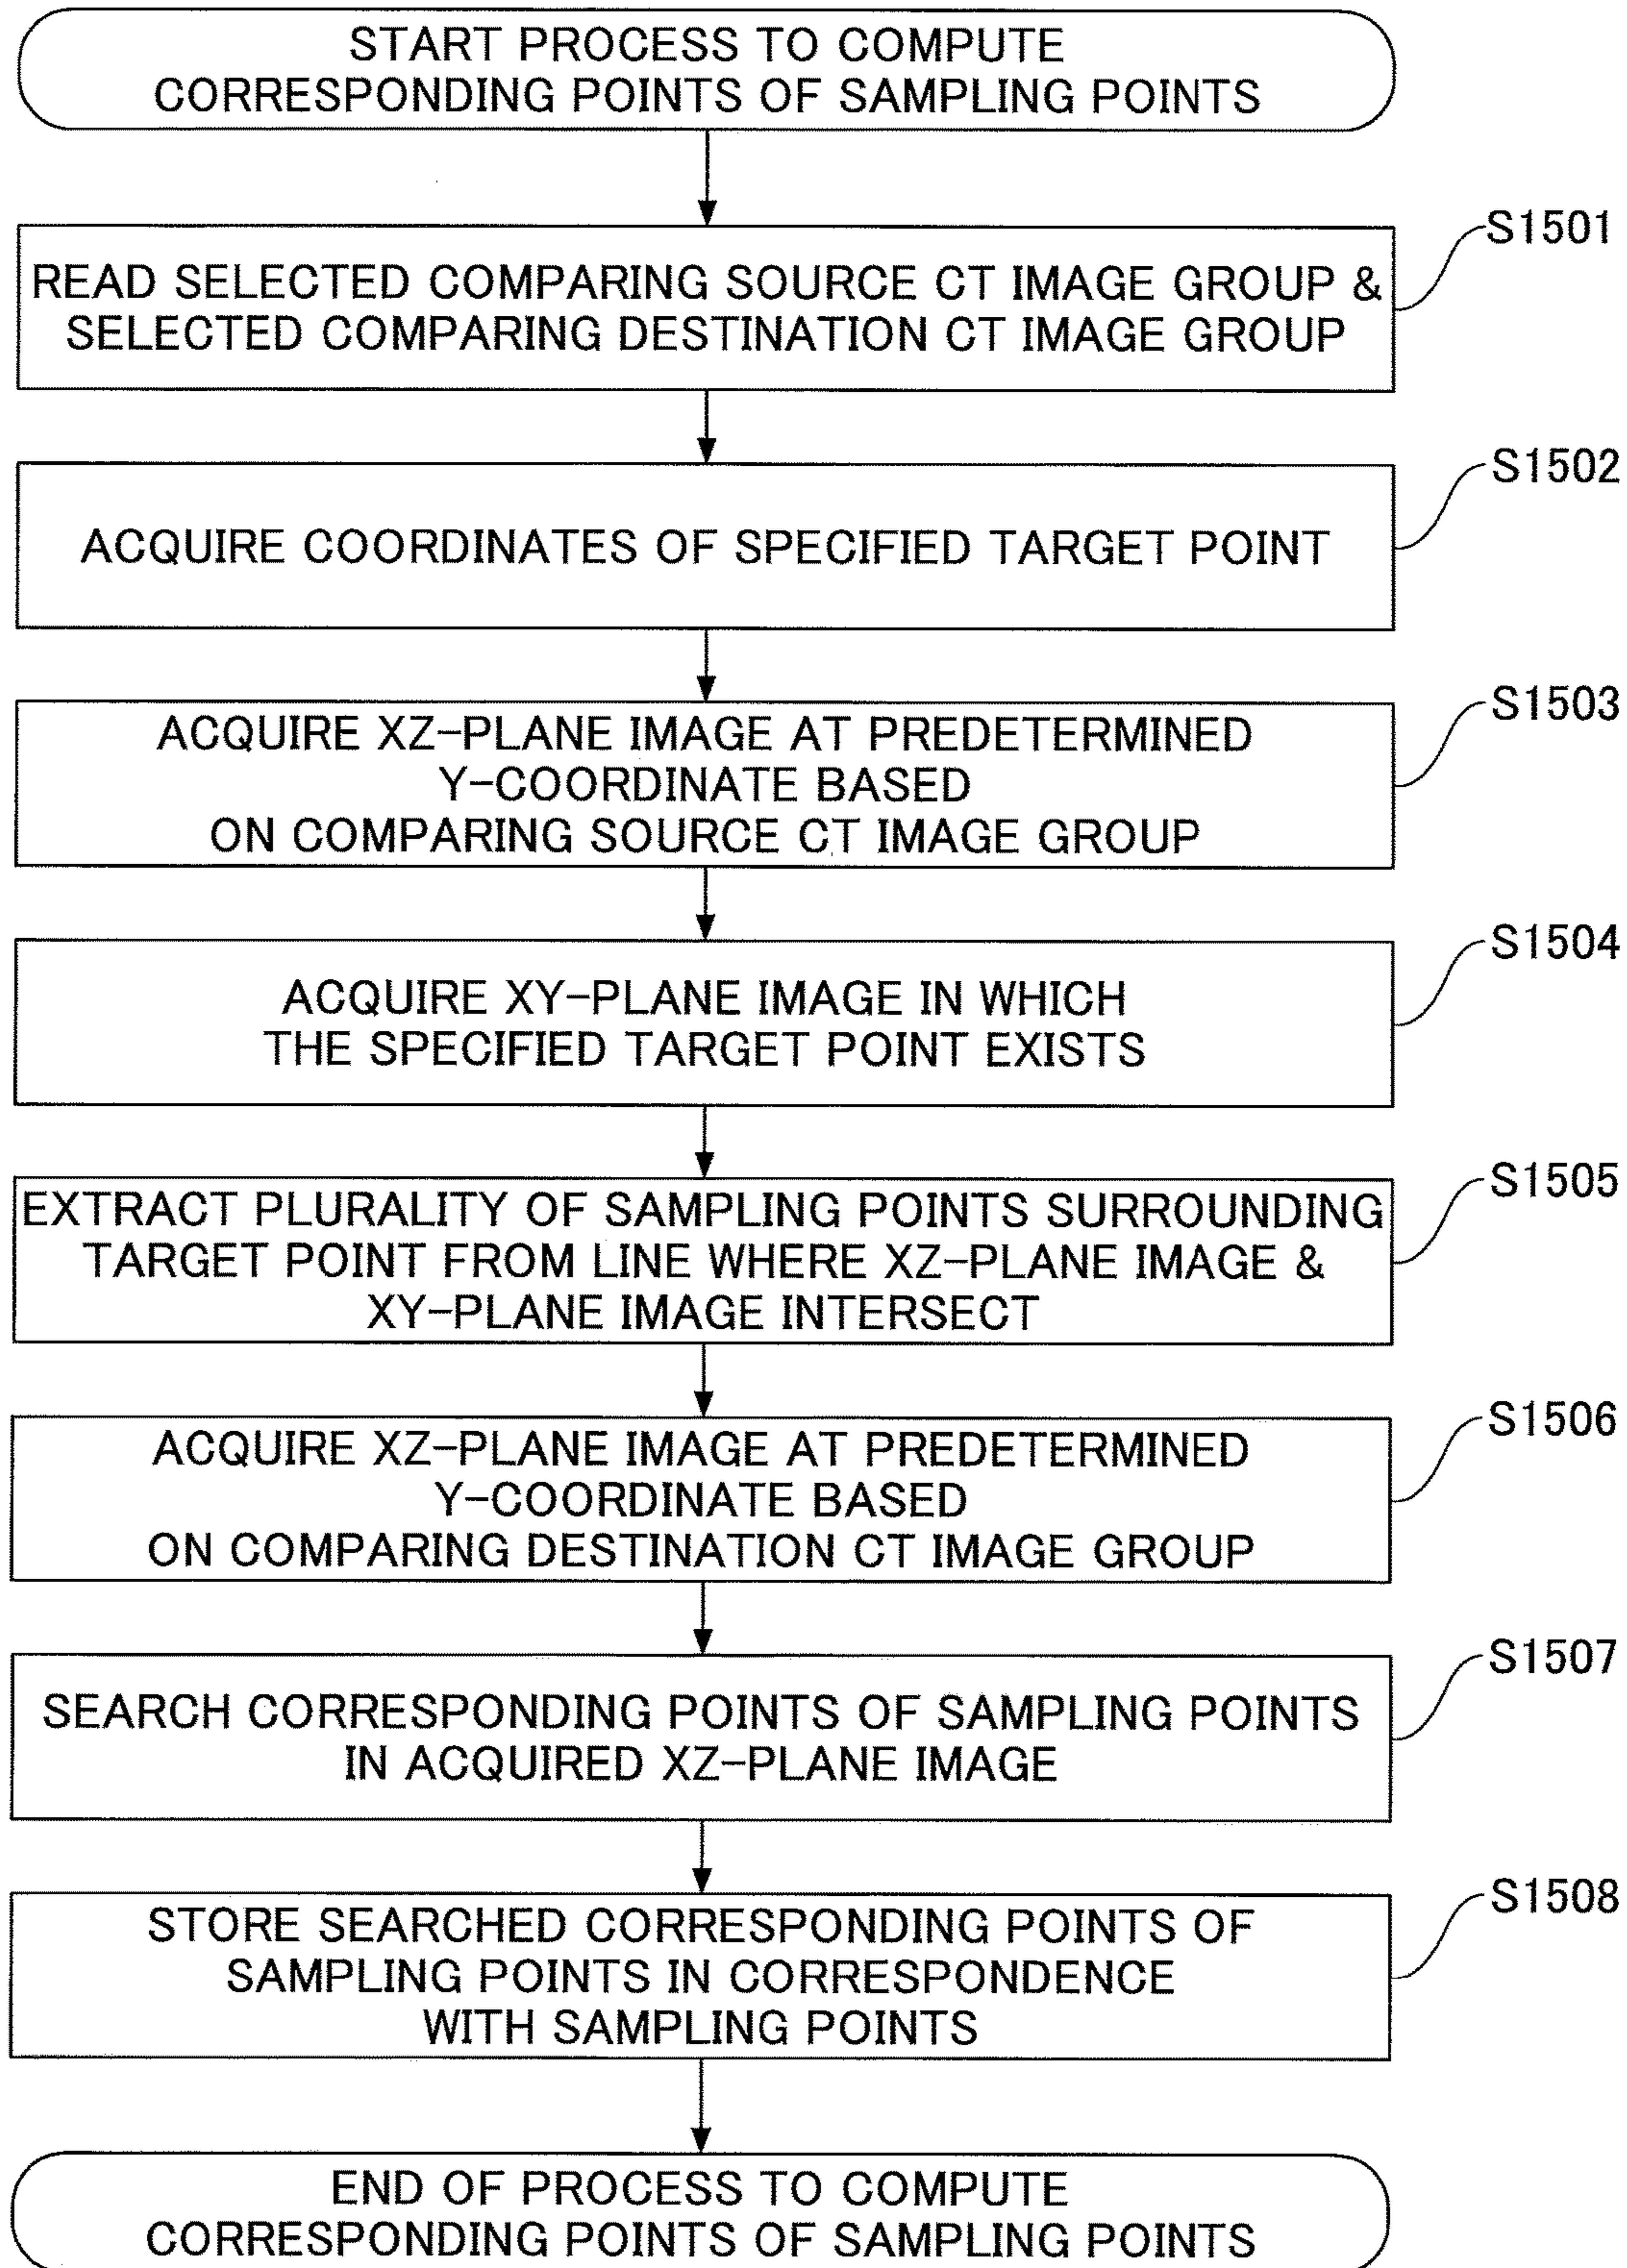 START PROCESS TO COMPUTE
CORRESPONDING POINTS OF SAMPLING POINTS
S1501
READ SELECTED COMPARING SOURCE CT IMAGE GROUP &
SELECTED COMPARING DESTINATION CT IMAGE GROUP
S1502
ACQUIRE COORDINATES OF SPECIFIED TARGET POINT
S1503
ACQUIRE XZ-PLANE IMAGE AT PREDETERMINED
Y-COORDINATE BASED
ON COMPARING SOURCE CT IMAGE GROUP
S1504
ACQUIRE XY-PLANE IMAGE IN WHICH
THE SPECIFIED TARGET POINT EXISTS
S1505
EXTRACT PLURALITY OF SAMPLING POINTS SURROUNDING
TARGET POINT FROM LINE WHERE XZ-PLANE IMAGE &
XY-PLANE IMAGE INTERSECT
S1506
ACQUIRE XZ-PLANE IMAGE AT PREDETERMINED
Y-COORDINATE BASED
ON COMPARING DESTINATION CT IMAGE GROUP
S1507
SEARCH CORRESPONDING POINTS OF SAMPLING POINTS
IN ACQUIRED XZ-PLANE IMAGE
S1508
STORE SEARCHED CORRESPONDING POINTS OF
SAMPLING POINTS IN CORRESPONDENCE
WITH SAMPLING POINTS
END OF PROCESS TO COMPUTE
CORRESPONDING POINTS OF SAMPLING POINTS